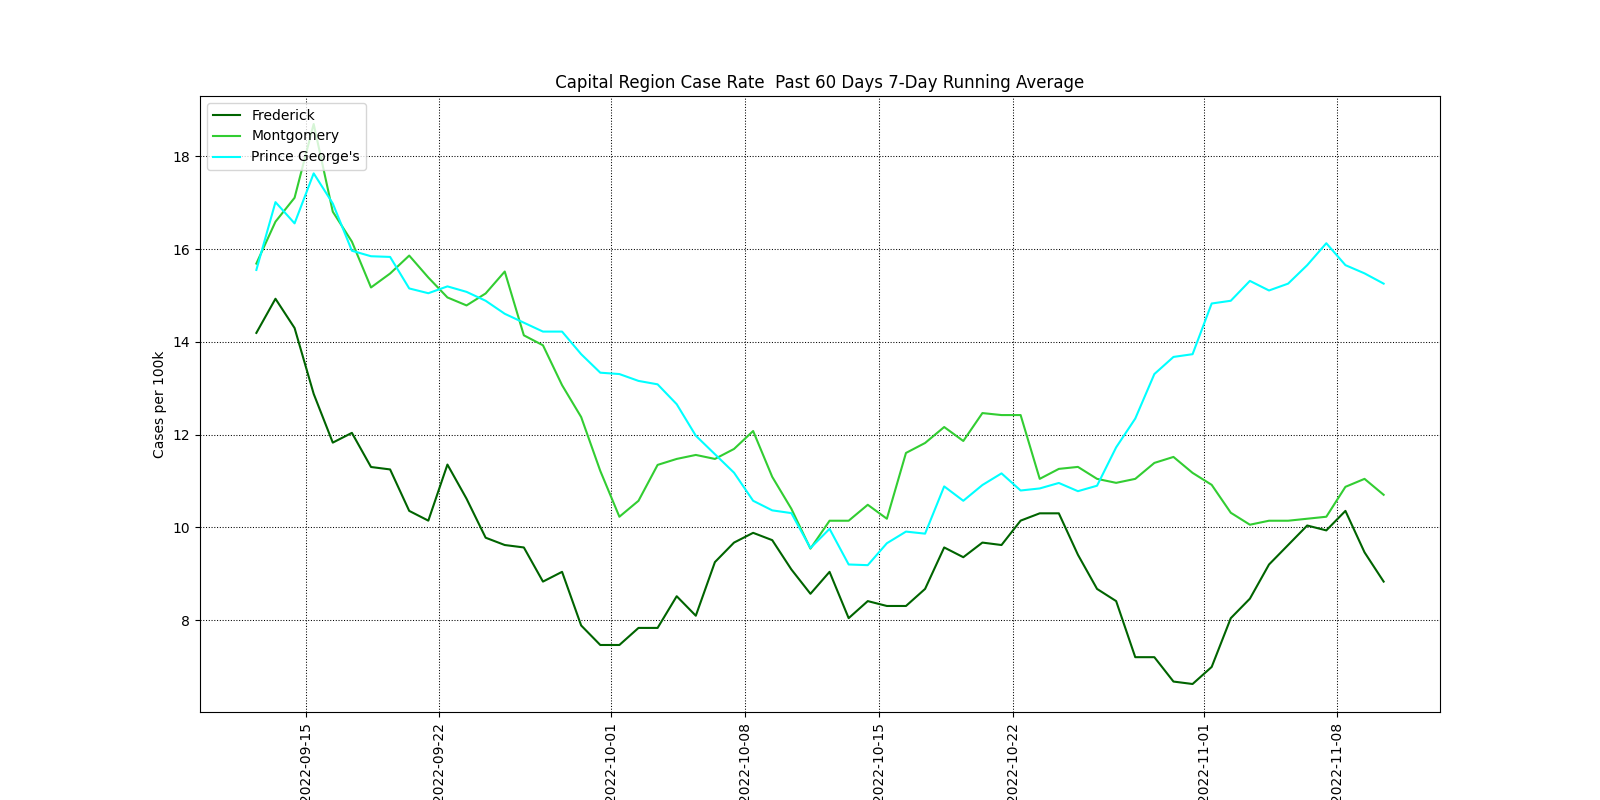 Capital Region Case Rate  Past 60 Days 7-Day Running Average
Frederick
Montgomery
Prince George's
Cases per 100k
18
16
14
12
10
8
2022-09-15
2022-09-22
2022-10-01
2022-10-08
2022-10-15
2022-10-22
2022-11-01
2022-11-08